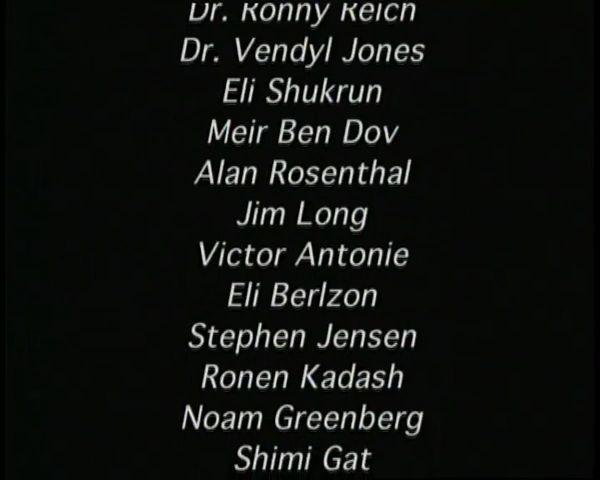 Dr. Ronny Reich
Dr. Vendyl Jones
Eli Shukrun
Meir Ben Dov
Alan Rosenthal
Jim Long
Victor Antonie
Eli Berlzon
Stephen Jensen
Ronen Kadash
Noam Greenberg
Shimi Gat